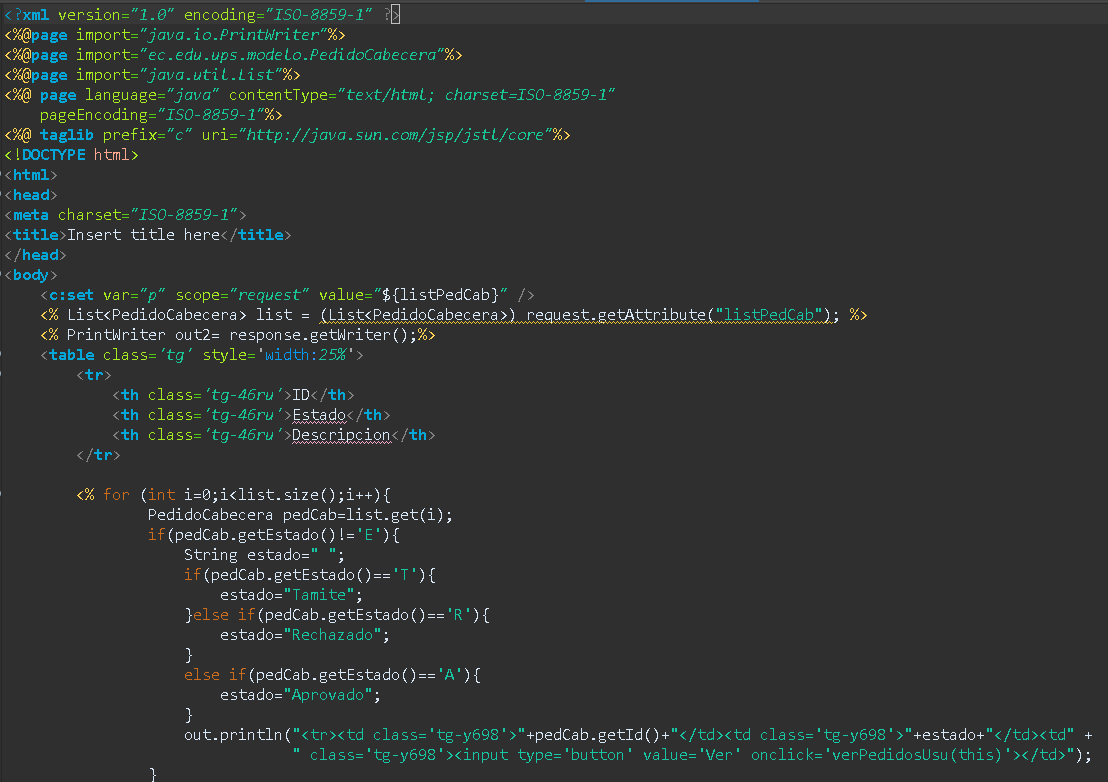 <?xml version="1.0" encoding="ISO-8859-1" ?>
<%@page import="java.io.PrintWriter"%>
<%@page import="ec.edu.ups.modelo.PedidoCabecera"%>
<%@page import="java.util.List"%>
<%@ page language="java" contentType="text/html; charset=ISO-8859-1"
    pageEncoding="ISO-8859-1"%>
<%@ taglib prefix="c" uri="http://java.sun.com/jsp/jstl/core"%>
<!DOCTYPE html>
<html>
<head>
<meta charset="ISO-8859-1">
<title>Insert title here</title>
</head>
<body>
    <c:set var="p" scope="request" value="${listPedCab}" />
    <% List<PedidoCabecera> list = (List<PedidoCabecera>) request.getAttribute("listPedCab"); %>
    <% PrintWriter out2= response.getWriter();%>
    <table class='tg' style='width:25%'>
        <tr>
            <th class='tg-46ru'>ID</th>
            <th class='tg-46ru'>Estado</th>
            <th class='tg-46ru'>Descripcion</th>
        </tr>
        <% for (int i=0;i<list.size();i++){
                PedidoCabecera pedCab=list.get(i);
                if(pedCab.getEstado()!='E'){
                    String estado=" ";
                    if(pedCab.getEstado()=='T'){
                        estado="Tamite";
                    }else if(pedCab.getEstado()=='R'){
                        estado="Rechazado";
                    }
                    else if(pedCab.getEstado()=='A'){
                        estado="Aprovado";
                    }
                    out.println("<tr><td class='tg-y698'>"+pedCab.getId()+"</td><td class='tg-y698'>"+estado+"</td><td" +
                                " class='tg-y698'><input type='button' value='Ver' onclick='verPedidosUsu(this)'></td>");
                }